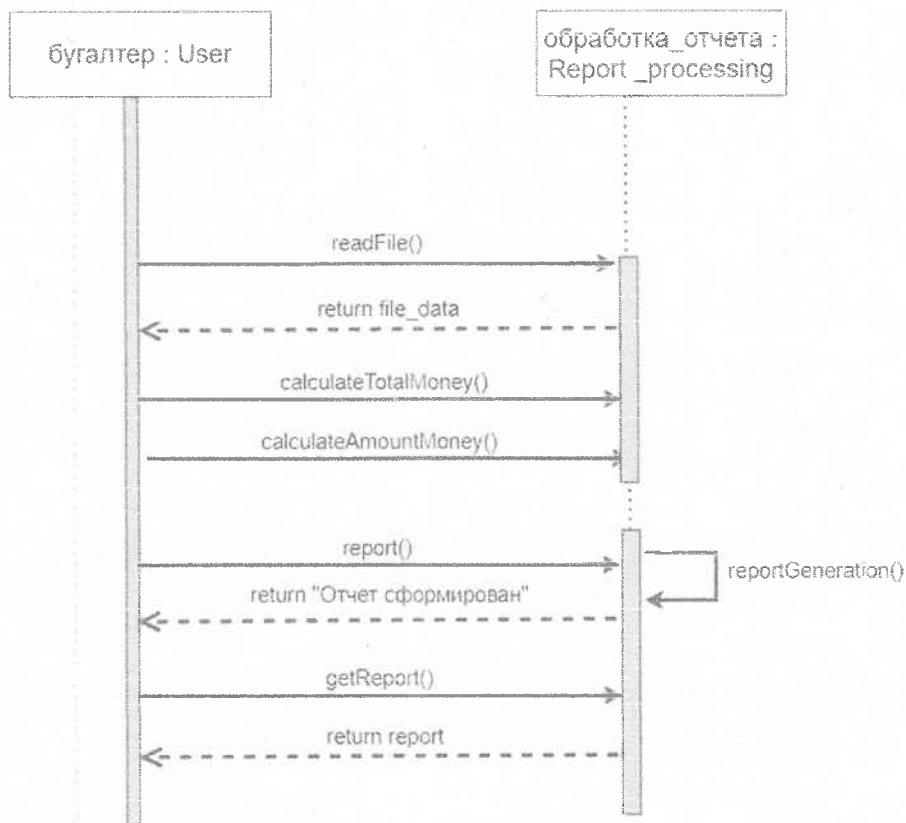 бугалтер : User
обработка_отчета :
Report _processing
readFile()
return file_data
calculateTotalMoney()
calculateAmountMoney()
report()
reportGeneration()
return "Отчет сформирован"
getReport()
return report